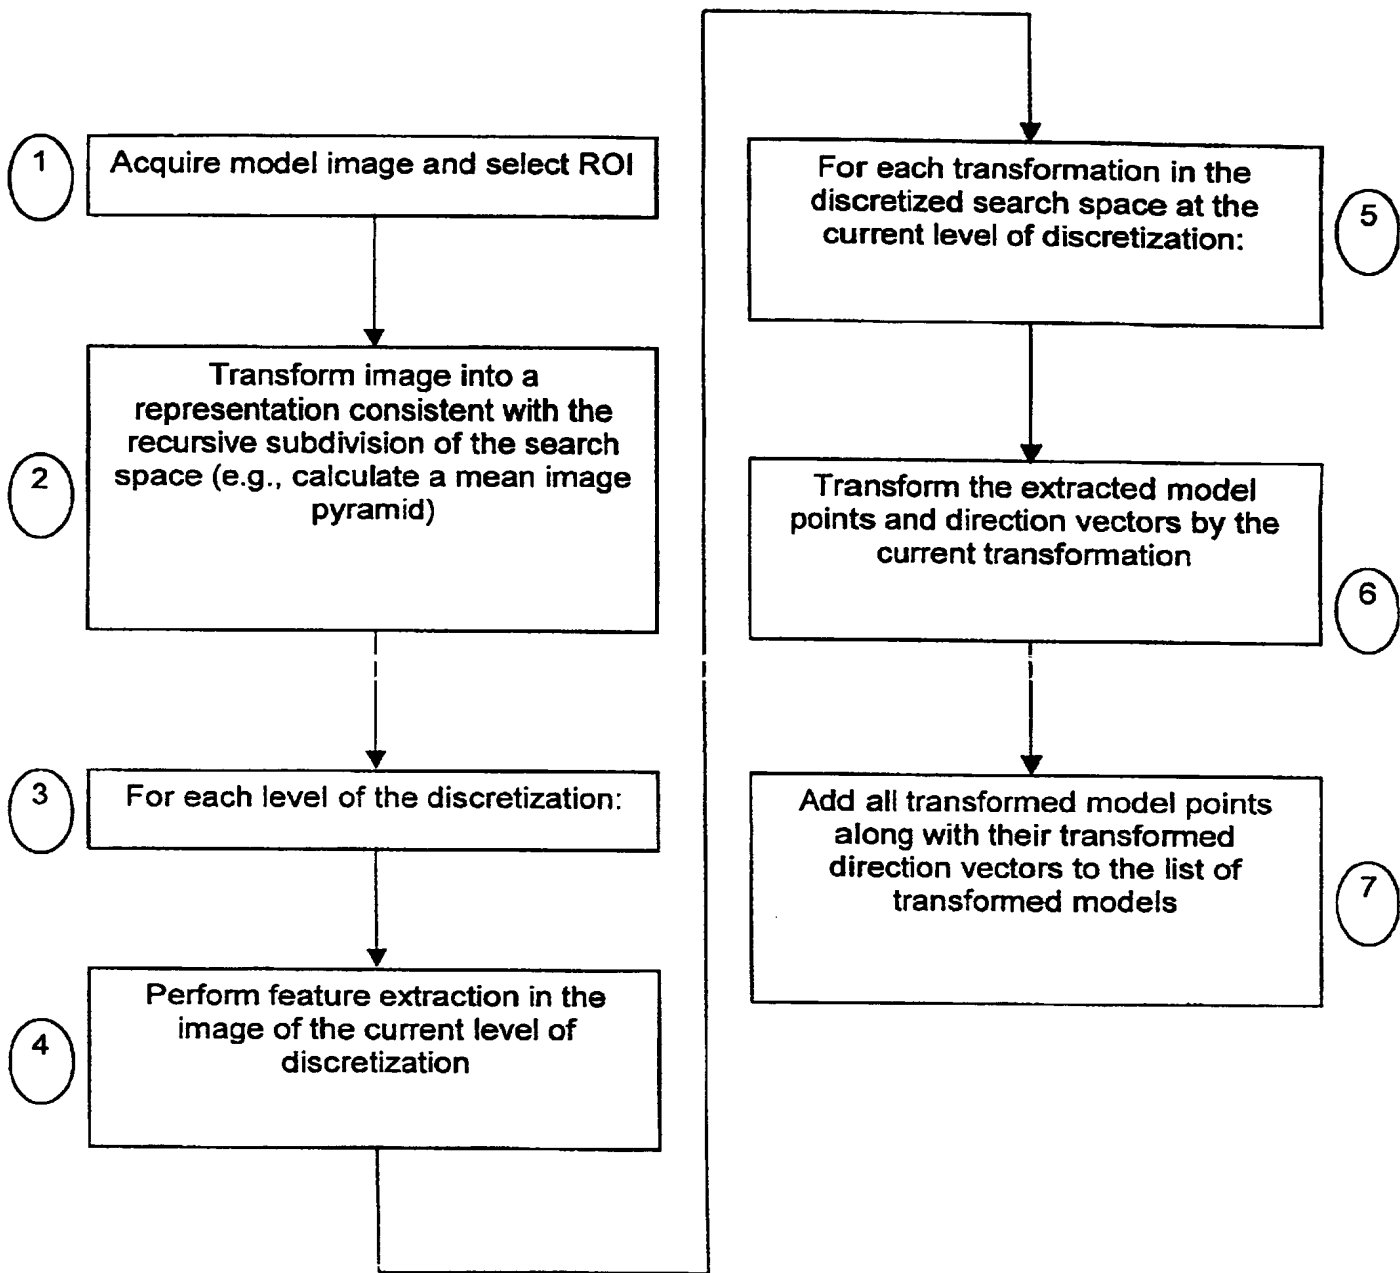 1
Acquire model image and select ROI
2
Transform image into a
representation consistent with the
recursive subdivision of the search
space (e.g., calculate a mean image
pyramid)
3
For each level of the discretization:
4
Perform feature extraction in the
image of the current level of
discretization
For each transformation in the
discretized search space at the
current level of discretization:
5
Transform the extracted model
points and direction vectors by the
current transformation
6
Add all transformed model points
along with their transformed
direction vectors to the list of
transformed models
7